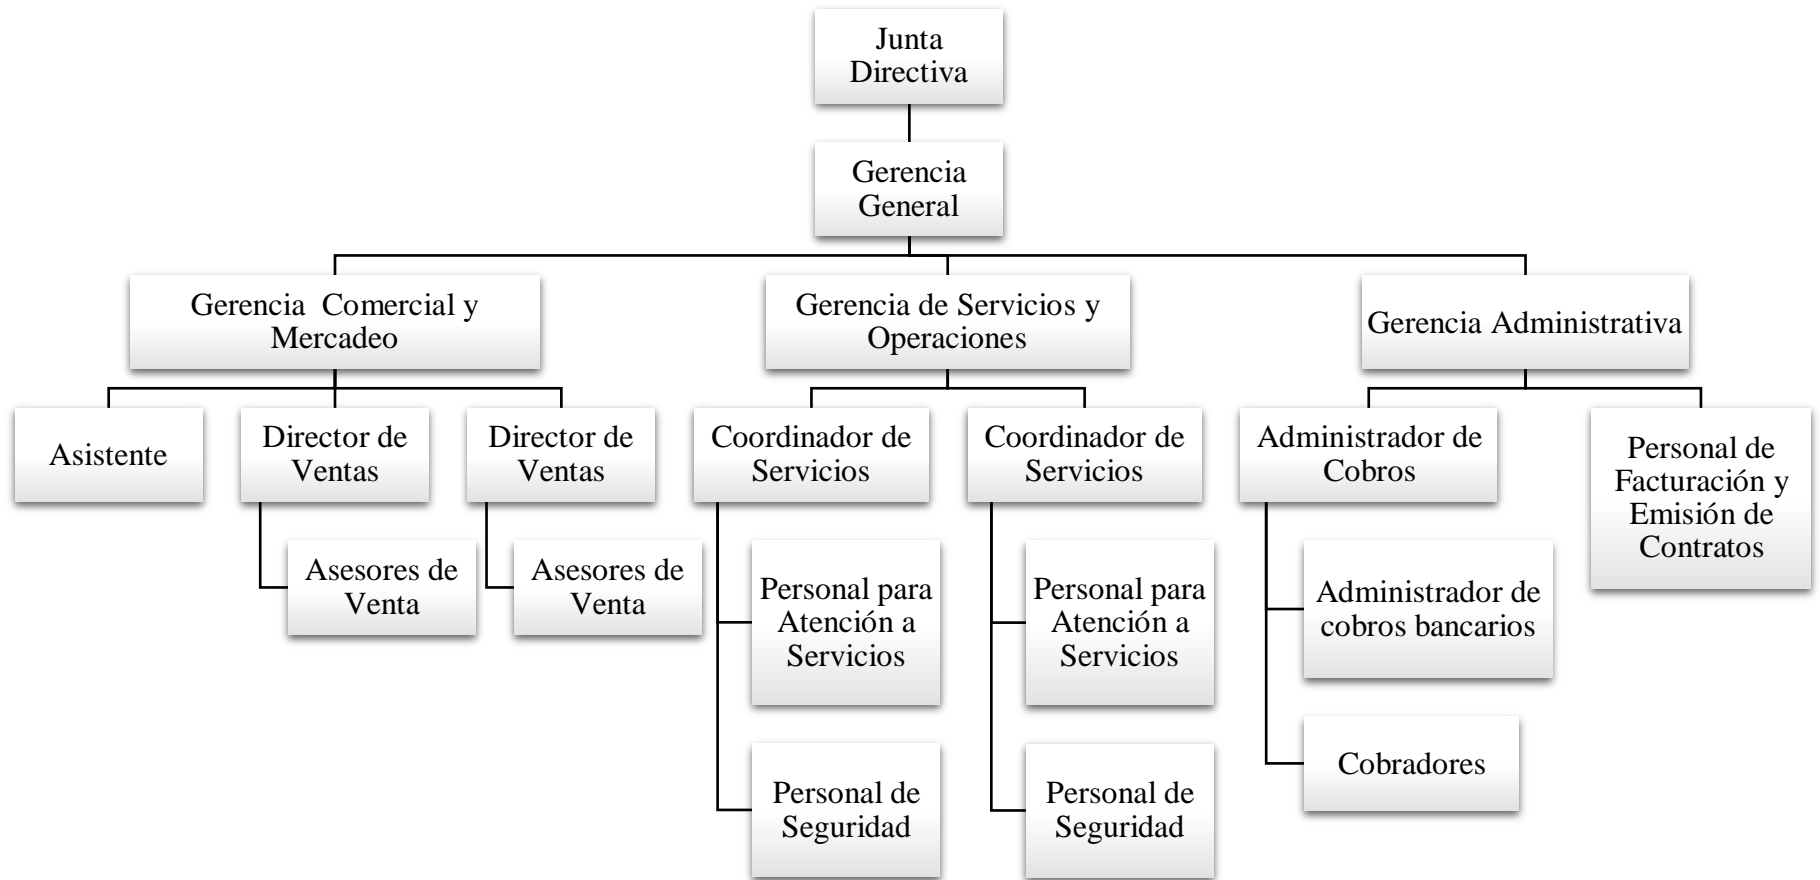 Junta
Directiva
Gerencia
General
Gerencia  Comercial y
Mercadeo
Gerencia de Servicios y
Operaciones
Gerencia Administrativa
Asistente
Director de
Ventas
Director de
Ventas
Coordinador de
Servicios
Coordinador de
Servicios
Administrador de
Cobros
Personal de
Facturación y
Emisión de
Contratos
Asesores de
Venta
Asesores de
Venta
Personal para
Atención a
Servicios
Personal para
Atención a
Servicios
Administrador de
cobros bancarios
Personal de
Seguridad
Personal de
Seguridad
Cobradores